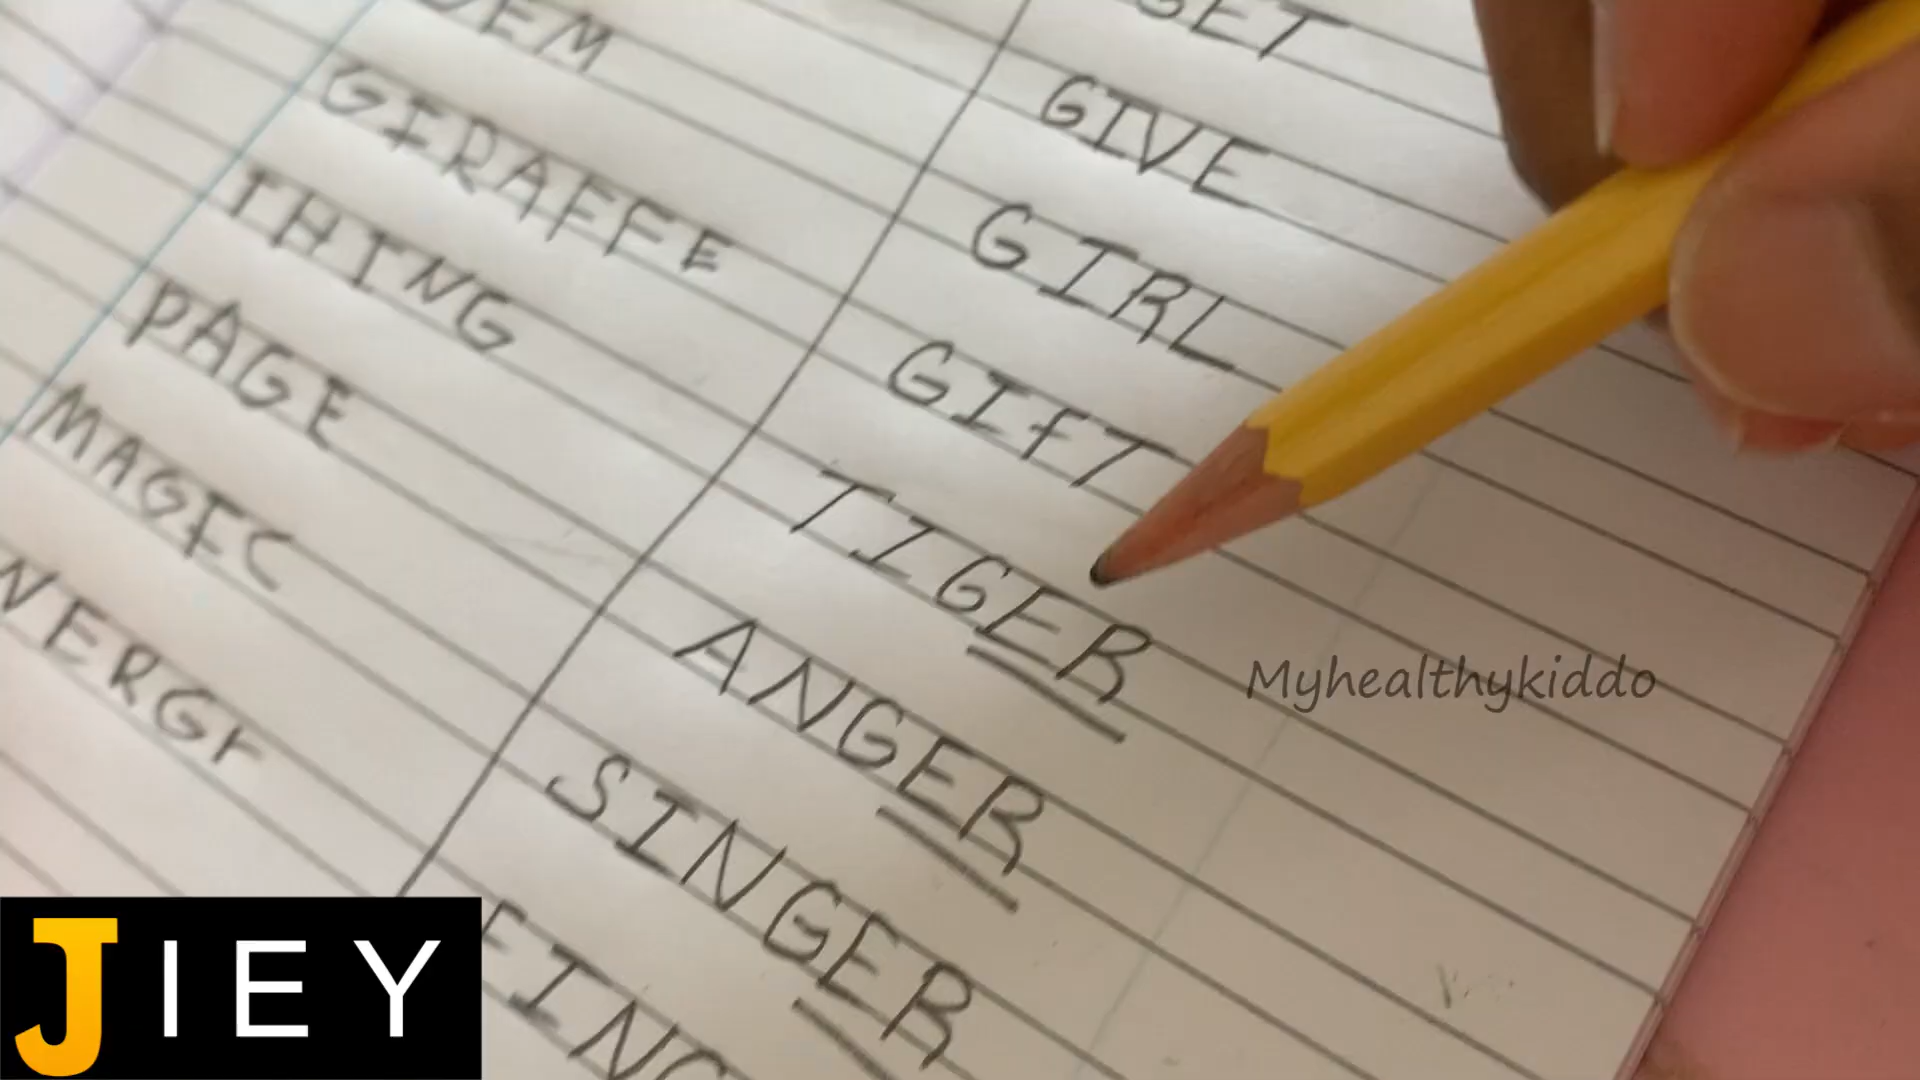 GIRAFFE
THING
PAGE
MAGIC
GIVE
GIRL
GIFT
TIGER
ANGER
SINGER
Myhealthykiddo
JIEY